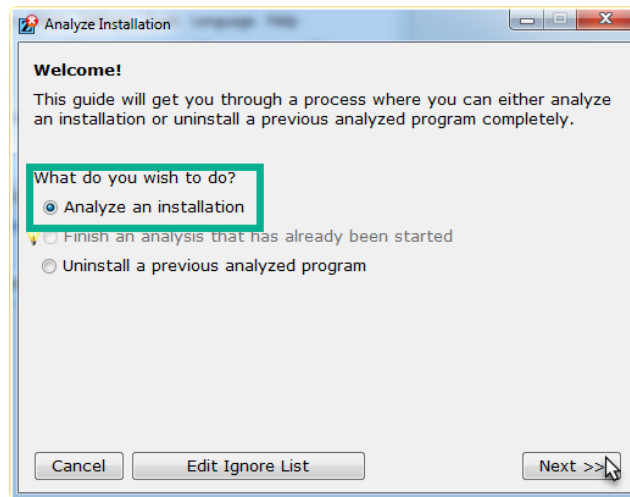 Analyze Installation
Language Help
Welcome!
This guide will get you through a process where you can either analyze
an installation or uninstall a previous analyzed program completely.
What do you wish to do?
Analyze an installation
Finish an analysis that has already been started
Uninstall a previous analyzed program
Cancel
Edit Ignore List
Next >>